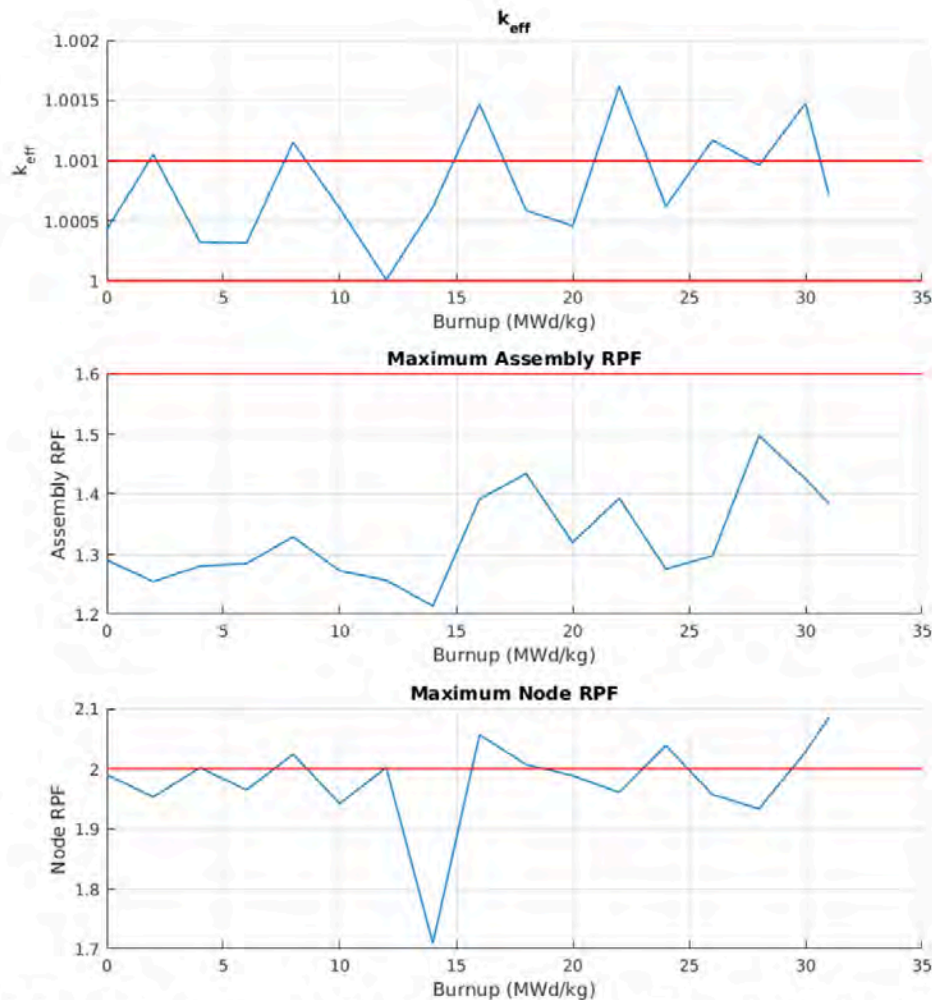 k_eff
1.002
1.0015
1.001
1.0005
1
k_eff
0 5 10 15 20 25 30 35
Burnup (MWd/kg)
Maximum Assembly RPF
1.6
1.5
1.4
1.3
1.2
Assembly RPF
0 5 10 15 20 25 30 35
Burnup (MWd/kg)
Maximum Node RPF
2.1
2
1.9
1.8
1.7
Node RPF
0 5 10 15 20 25 30 35
Burnup (MWd/kg)